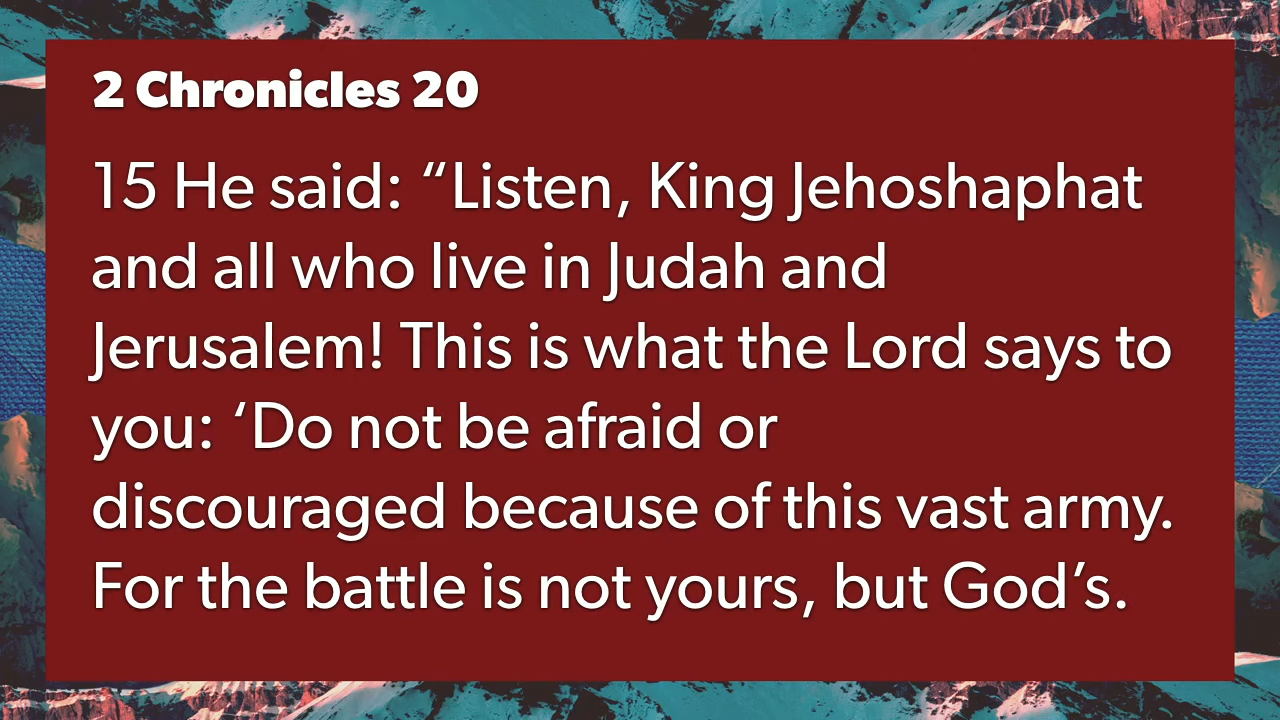 2 Chronicles 20
15 He said: “Listen, King Jehoshaphat
and all who live in Judah and
Jerusalem! This is what the Lord says to
you: ‘Do not be afraid or
discouraged because of this vast army.
For the battle is not yours, but God’s.